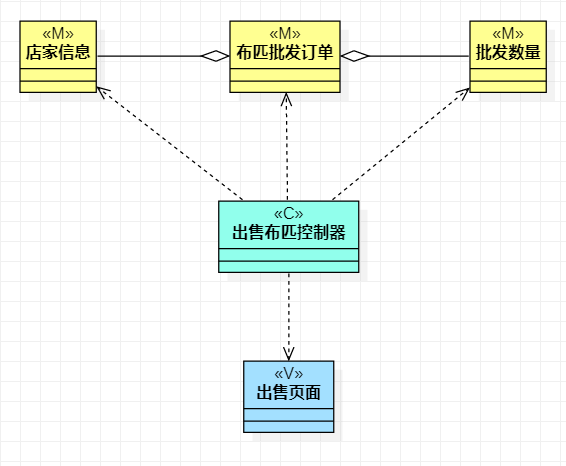 «M»
店家信息
«M»
布匹批发订单
«M»
批发数量
«C»
出售布匹控制器
«V»
出售页面